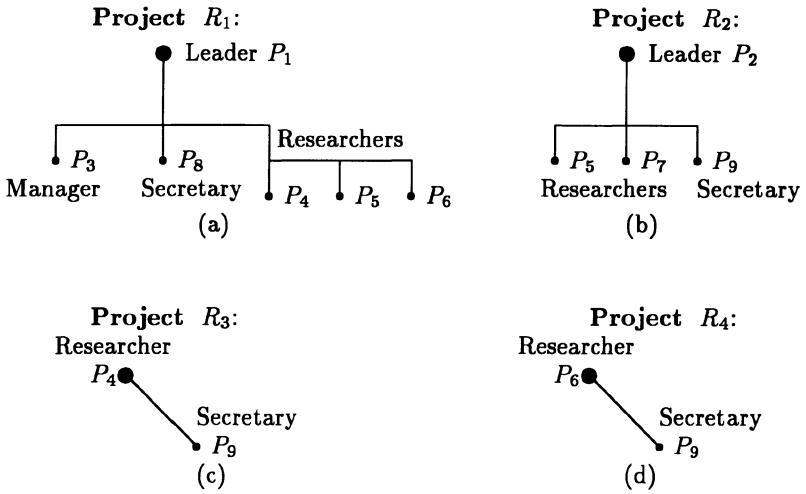 Project R₁:
Leader P₁
Researchers
P₃ P₈
Manager Secretary
P₄ P₅ P₆
(a)
Project R₂:
Leader P₂
P₅ P₇ P₉
Researchers Secretary
(b)
Project R₃:
Researcher
P₄
Secretary
P₉
(c)
Project R₄:
Researcher
P₆
Secretary
P₉
(d)